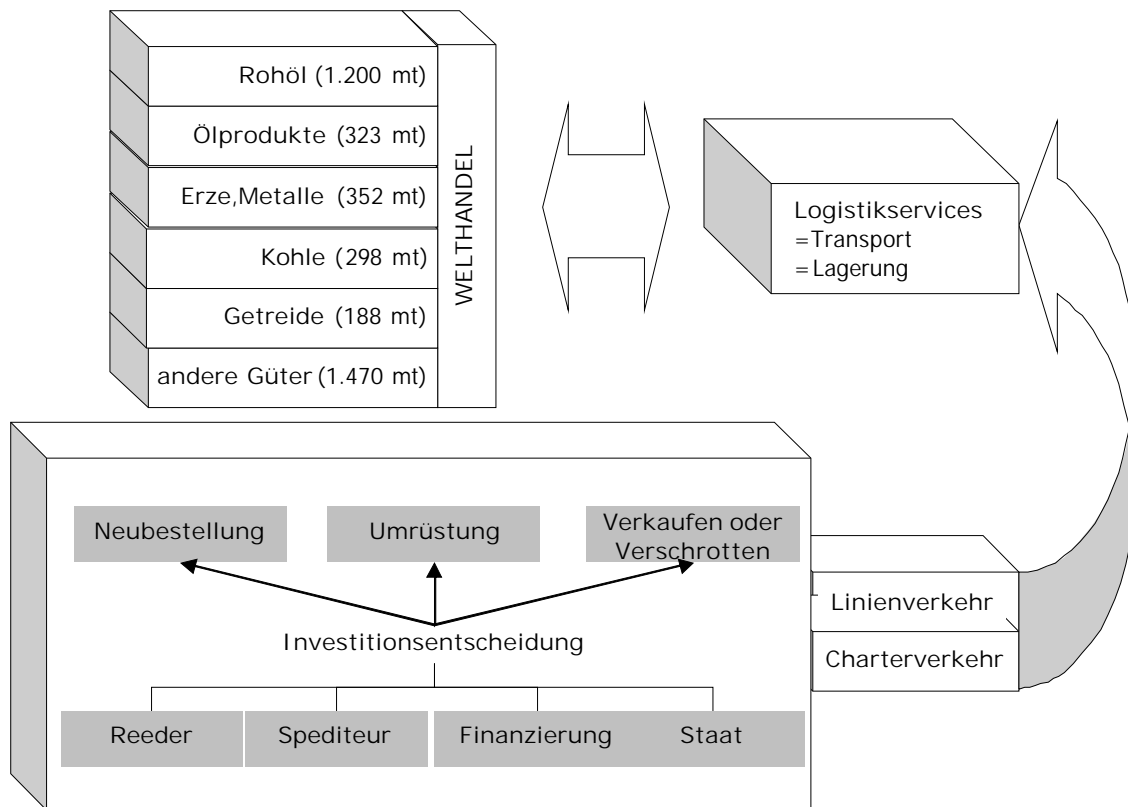 Rohöl (1.200 mt)
Ölprodukte (323 mt)
Erze,Metalle (352 mt)
Kohle (298 mt)
Getreide (188 mt)
andere Güter (1.470 mt)
WELTHANDEL
Logistikservices
=Transport
=Lagerung
Neubestellung
Umrüstung
Verkaufen oder
Verschrotten
Investitionsentscheidung
Reeder
Spediteur
Finanzierung
Staat
Linienverkehr
Charterverkehr